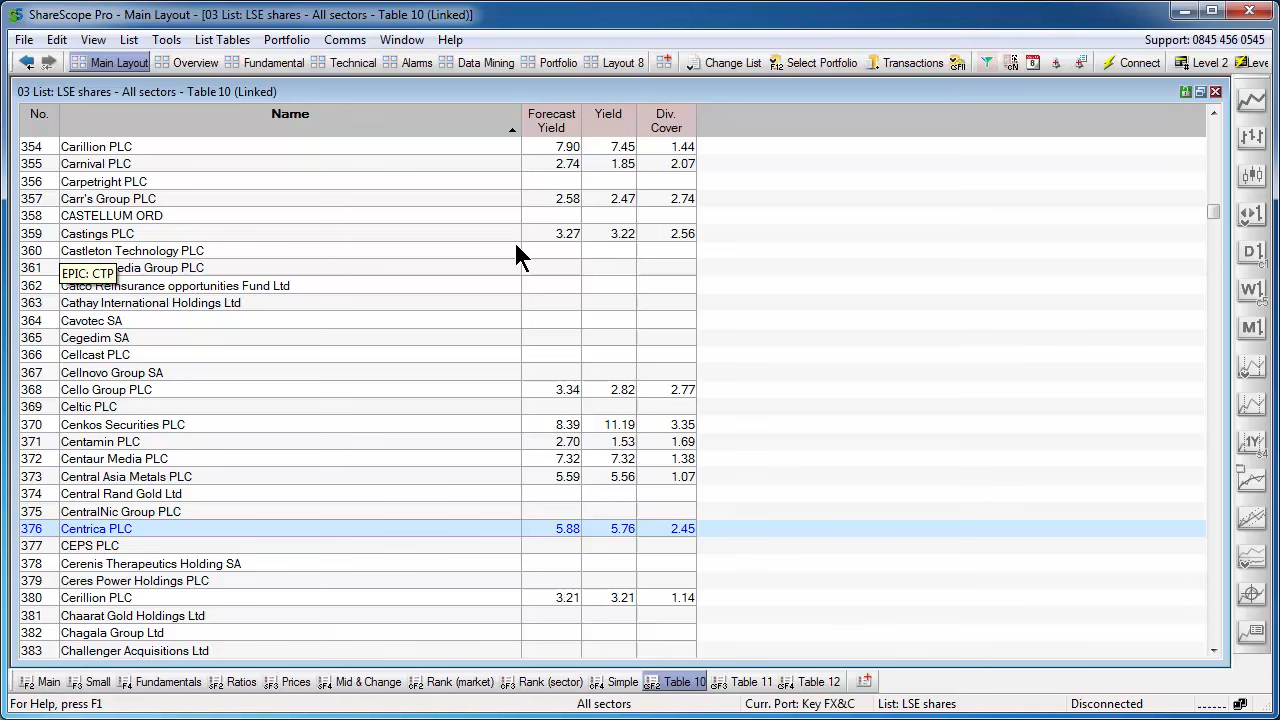 ShareScope Pro - Main Layout - [03 List: LSE shares - All sectors - Table 10 (Linked)]
File Edit View List Tools List Tables Portfolio Comms Window Help Support: 0845 456 0545
Main Layout Overview Fundamental Technical Alarms Data Mining Portfolio Layout 8 Change List Select Portfolio Transactions Connect Level 2 Leve
03 List: LSE shares - All sectors - Table 10 (Linked)
No. Name Forecast Yield Yield Div. Cover
354 Carillion PLC 7.90 7.45 1.44
355 Carnival PLC 2.74 1.85 2.07
356 Carpetright PLC
357 Carr's Group PLC 2.58 2.47 2.74
358 CASTELLUM ORD
359 Castings PLC 3.27 3.22 2.56
360 Castleton Technology PLC
361 edia Group PLC
EPIC: CTP
362 Catco Reinsurance opportunities Fund Ltd
363 Cathay International Holdings Ltd
364 Cavotec SA
365 Cegedim SA
366 Cellcast PLC
367 Cellnovo Group SA
368 Cello Group PLC 3.34 2.82 2.77
369 Celtic PLC
370 Cenkos Securities PLC 8.39 11.19 3.35
371 Centamin PLC 2.70 1.53 1.69
372 Centaur Media PLC 7.32 7.32 1.38
373 Central Asia Metals PLC 5.59 5.56 1.07
374 Central Rand Gold Ltd
375 CentralNic Group PLC
376 Centrica PLC 5.88 5.76 2.45
377 CEPS PLC
378 Cerenis Therapeutics Holding SA
379 Ceres Power Holdings PLC
380 Cerillion PLC 3.21 3.21 1.14
381 Chaarat Gold Holdings Ltd
382 Chagala Group Ltd
383 Challenger Acquisitions Ltd
Main Small Fundamentals Ratios Prices Mid & Change Rank (market) Rank (sector) Simple Table 10 Table 11 Table 12
For Help, press F1 All sectors Curr. Port: Key FX&C List: LSE shares Disconnected